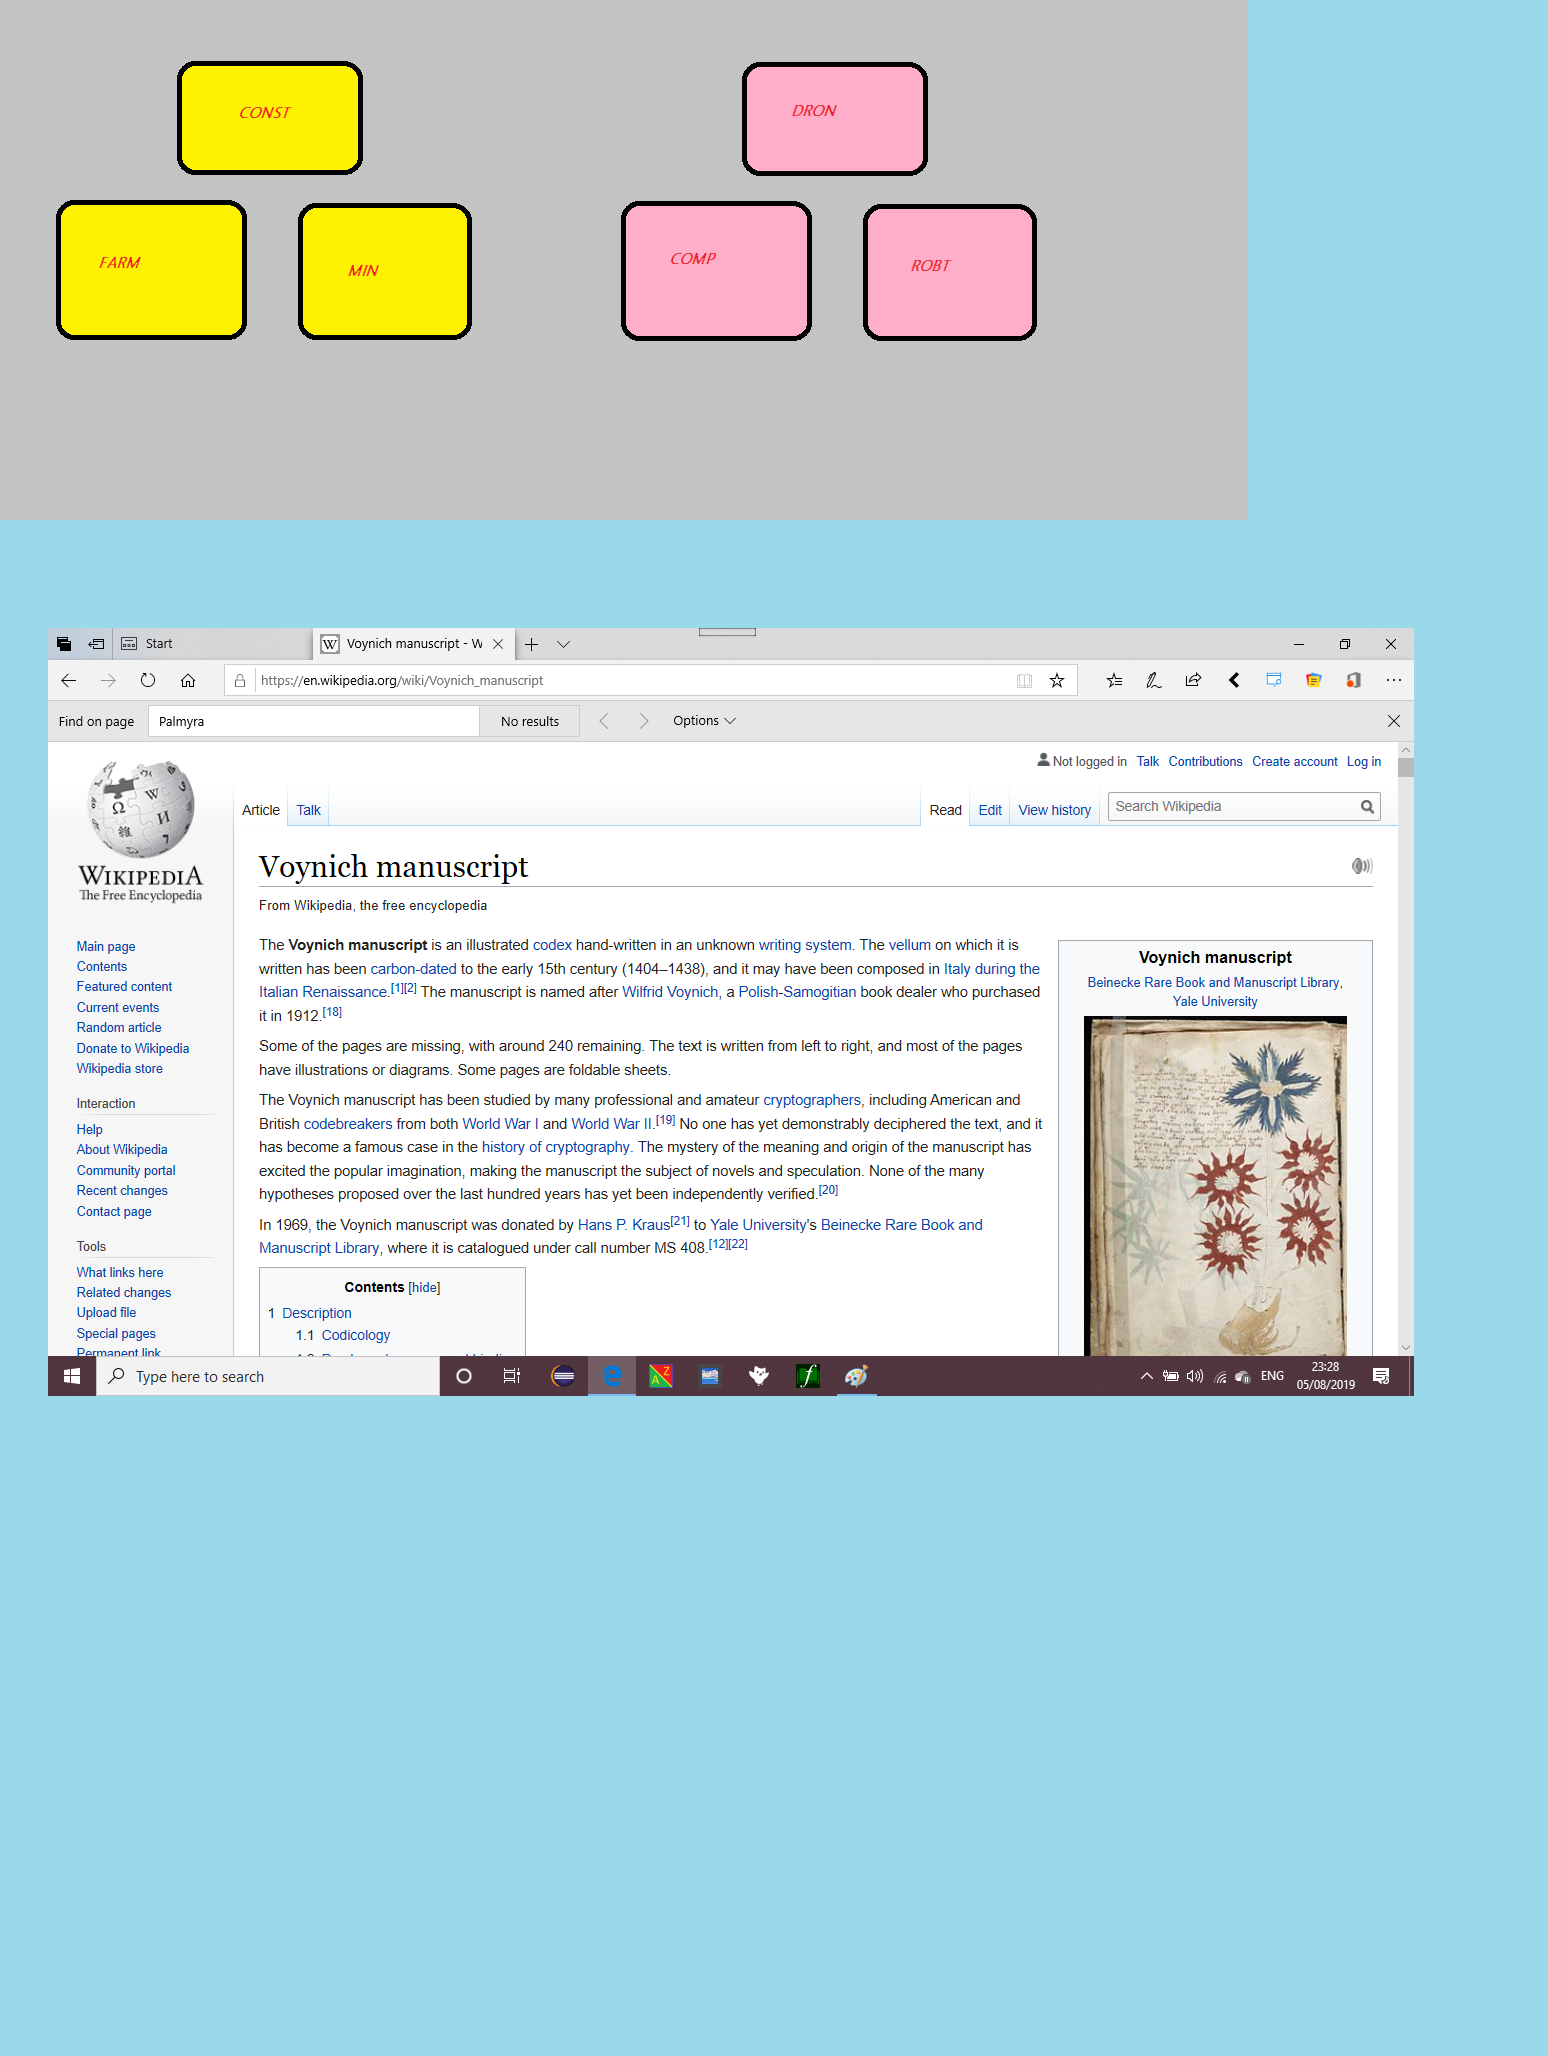 CONST
DRON
FARM
MIN
COMP
ROBT
Start
Voynich manuscript - W
https://en.wikipedia.org/wiki/Voynich_manuscript
Find on page
Palmyra
No results
Options
Not logged in Talk Contributions Create account Log in
Article Talk
Read Edit View history
Search Wikipedia
WIKIPEDIA
The Free Encyclopedia
Main page
Contents
Featured content
Current events
Random article
Donate to Wikipedia
Wikipedia store
Interaction
Help
About Wikipedia
Community portal
Recent changes
Contact page
Tools
What links here
Related changes
Upload file
Special pages
Permanent link
Voynich manuscript
From Wikipedia, the free encyclopedia
The Voynich manuscript is an illustrated codex hand-written in an unknown writing system. The vellum on which it is
written has been carbon-dated to the early 15th century (1404–1438), and it may have been composed in Italy during the
Italian Renaissance.[1][2] The manuscript is named after Wilfrid Voynich, a Polish-Samogitian book dealer who purchased
it in 1912.[18]
Some of the pages are missing, with around 240 remaining. The text is written from left to right, and most of the pages
have illustrations or diagrams. Some pages are foldable sheets.
The Voynich manuscript has been studied by many professional and amateur cryptographers, including American and
British codebreakers from both World War I and World War II.[19] No one has yet demonstrably deciphered the text, and it
has become a famous case in the history of cryptography. The mystery of the meaning and origin of the manuscript has
excited the popular imagination, making the manuscript the subject of novels and speculation. None of the many
hypotheses proposed over the last hundred years has yet been independently verified.[20]
In 1969, the Voynich manuscript was donated by Hans P. Kraus[21] to Yale University's Beinecke Rare Book and
Manuscript Library, where it is catalogued under call number MS 408.[12][22]
Contents [hide]
1 Description
1.1 Codicology
Voynich manuscript
Beinecke Rare Book and Manuscript Library,
Yale University
Type here to search
ENG
23:28
05/08/2019